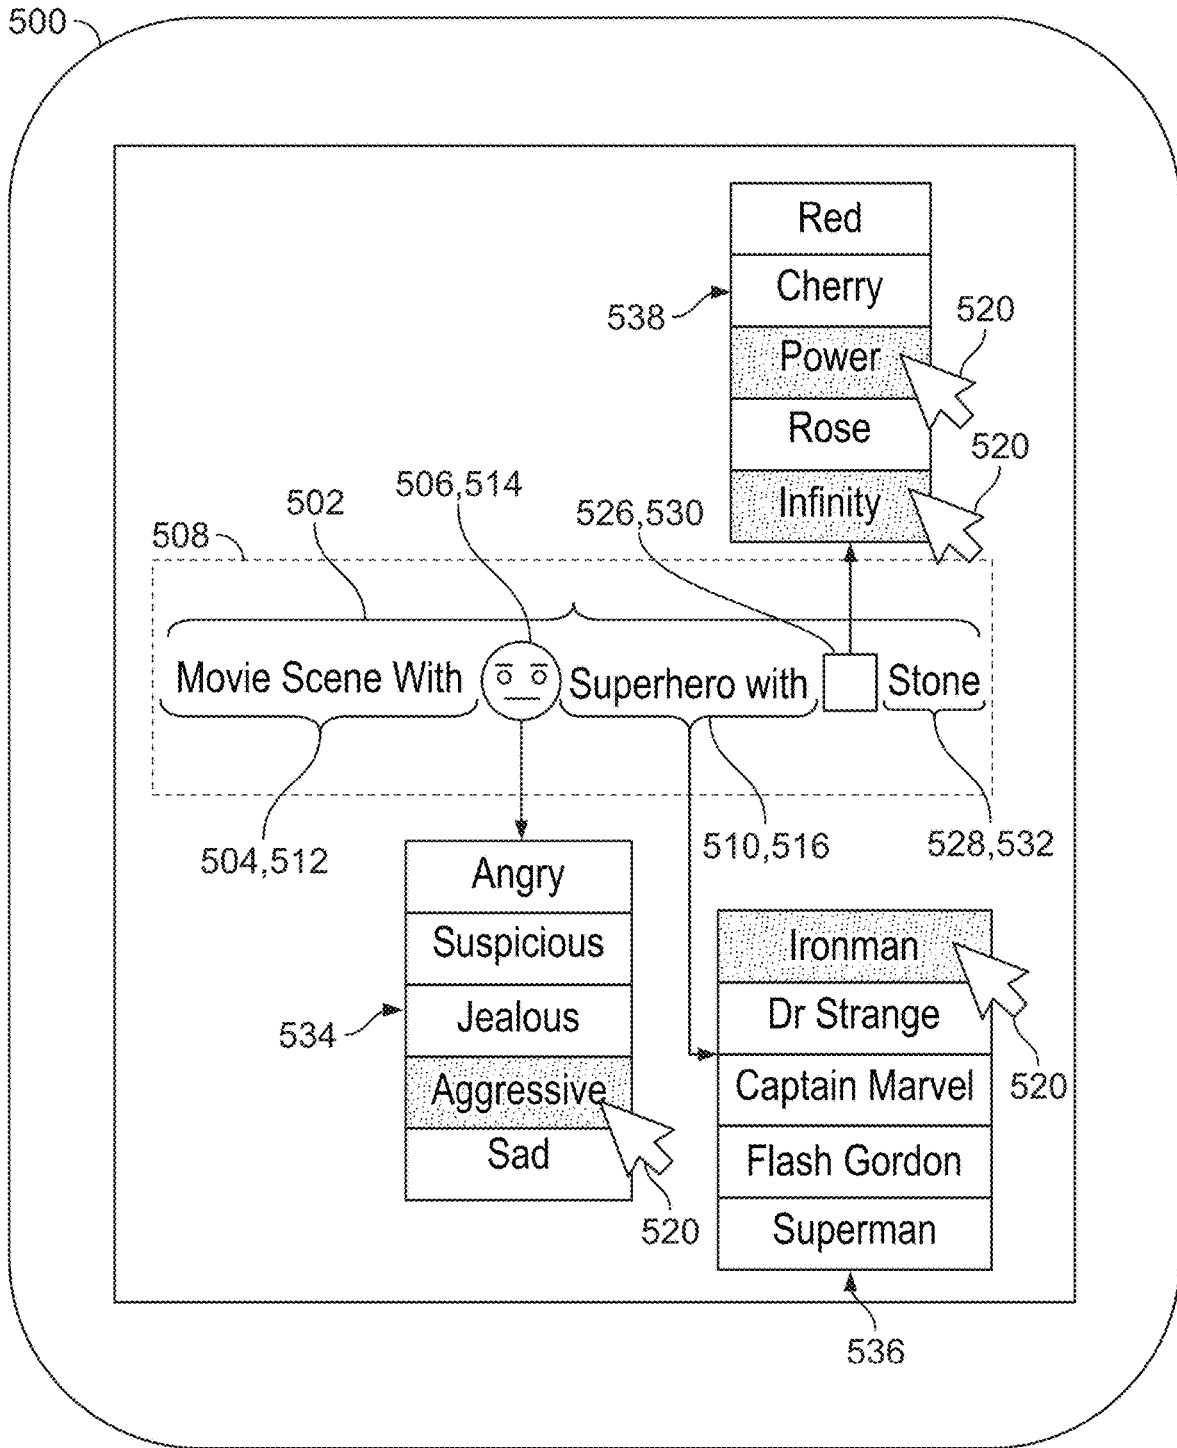 500
Red
Cherry
538
520
Power
Rose
520
506,514
Infinity
502
526,530
508
Movie Scene With Superhero with Stone
504,512
510,516
528,532
Angry
Suspicious
Ironman
534
Jealous
Dr Strange
Aggressive
Captain Marvel
520
Sad
Flash Gordon
520
Superman
536